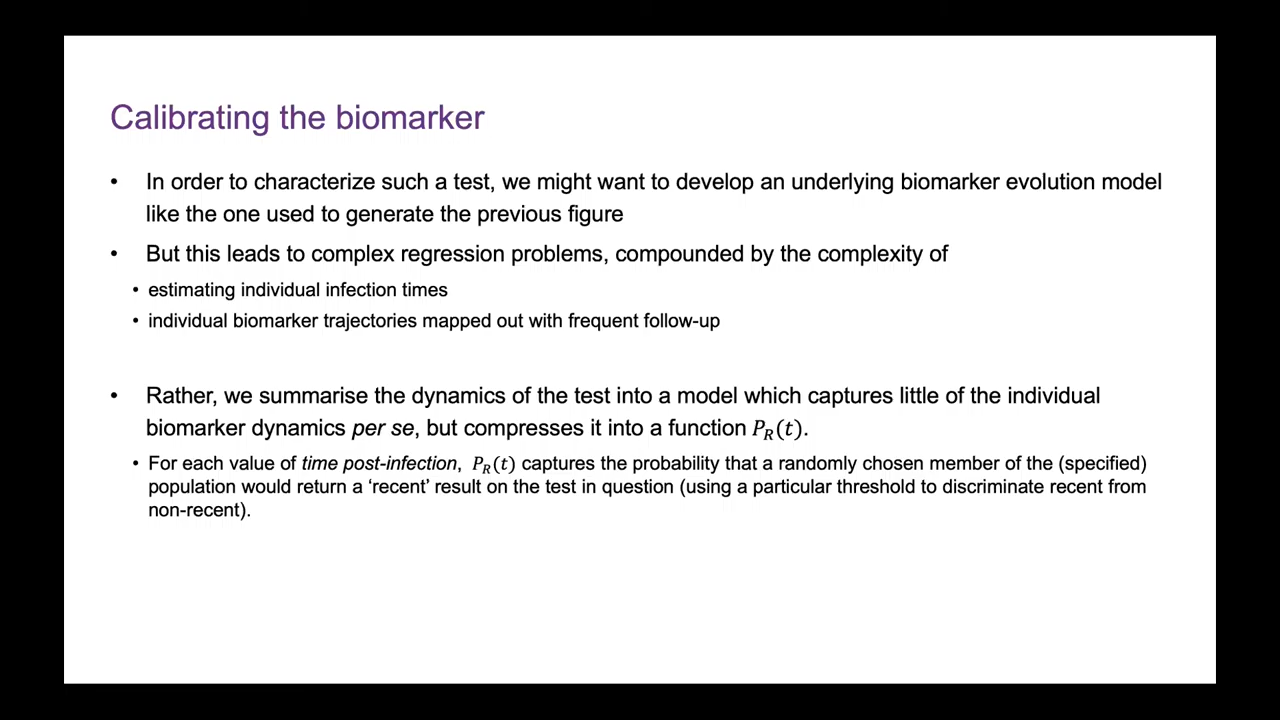 Calibrating the biomarker
• In order to characterize such a test, we might want to develop an underlying biomarker evolution model
like the one used to generate the previous figure
• But this leads to complex regression problems, compounded by the complexity of
• estimating individual infection times
• individual biomarker trajectories mapped out with frequent follow-up
• Rather, we summarise the dynamics of the test into a model which captures little of the individual
biomarker dynamics per se, but compresses it into a function P_R(t).
• For each value of time post-infection, P_R(t) captures the probability that a randomly chosen member of the (specified)
population would return a ‘recent’ result on the test in question (using a particular threshold to discriminate recent from
non-recent).